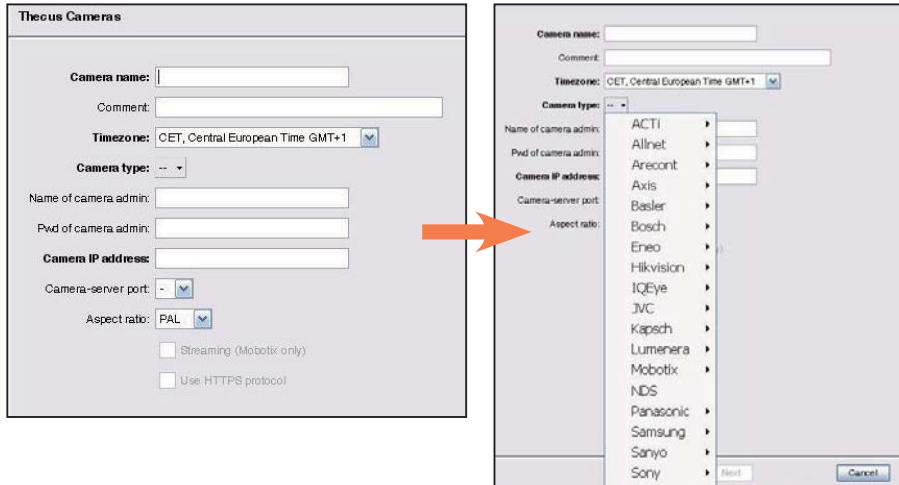 Thecus Cameras
Camera name:
Comment:
Timezone: CET, Central European Time GMT+1
Camera type: --
Name of camera admin:
Pwd of camera admin:
Camera IP address:
Camera-server port: -
Aspect ratio: PAL
Streaming (Mobotix only)
Use HTTPS protocol
Camera name:
Comment:
Timezone: CET, Central European Time GMT+1
Camera type: --
Name of camera admin:
Pwd of camera admin:
Camera IP address:
Camera-server port:
Aspect ratio:
ACTi
Allnet
Arecont
Axis
Basler
Bosch
Eneo
Hikvision
IQEye
JVC
Kapsch
Lumenera
Mobotix
NDS
Panasonic
Samsung
Sanyo
Sony
Next
Cancel